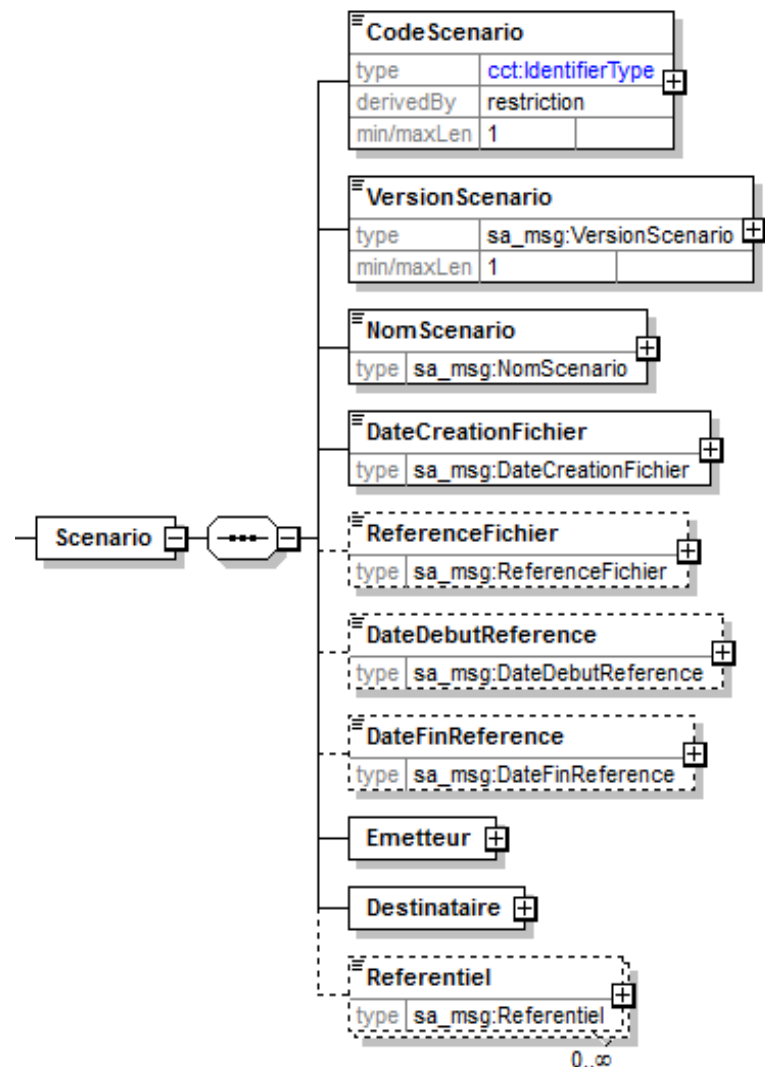 CodeScenario
type cct:IdentifierType
derivedBy restriction
min/maxLen 1
VersionScenario
type sa_msg:VersionScenario
min/maxLen 1
NomScenario
type sa_msg:NomScenario
DateCreationFichier
type sa_msg:DateCreationFichier
Scenario
ReferenceFichier
type sa_msg:ReferenceFichier
DateDebutReference
type sa_msg:DateDebutReference
DateFinReference
type sa_msg:DateFinReference
Emetteur
Destinataire
Referentiel
type sa_msg:Referentiel
0..∞